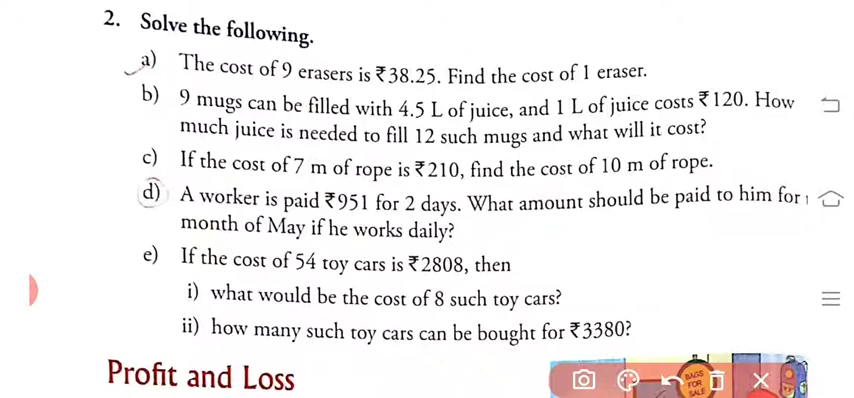 2. Solve the following.
a) The cost of 9 erasers is ₹38.25. Find the cost of 1 eraser.
b) 9 mugs can be filled with 4.5 L of juice, and 1 L of juice costs ₹120. How
much juice is needed to fill 12 such mugs and what will it cost?
c) If the cost of 7 m of rope is ₹210, find the cost of 10 m of rope.
d) A worker is paid ₹951 for 2 days. What amount should be paid to him for
month of May if he works daily?
e) If the cost of 54 toy cars is ₹2808, then
i) what would be the cost of 8 such toy cars?
ii) how many such toy cars can be bought for ₹3380?
Profit and Loss
BAGS
FOR
SALE